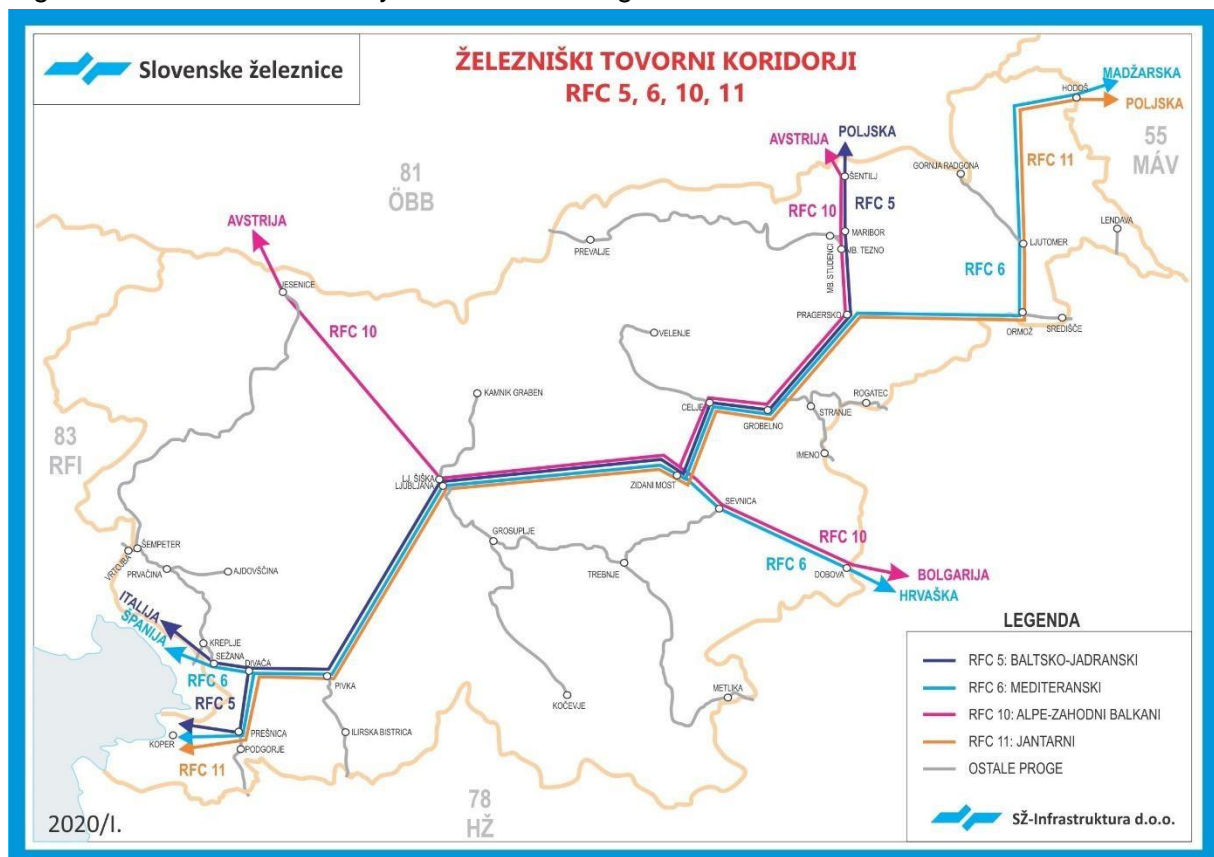 Slovenske železnice
ŽELEZNIŠKI TOVORNI KORIDORJI
RFC 5, 6, 10, 11
MADŽARSKA
HODOŠ
POLJSKA
55
MÁV
AVSTRIJA
POLJSKA
81
ÖBB
GORNJA RADGONA
RFC 11
ŠENTILJ
RFC 10
RFC 5
AVSTRIJA
LENDAVA
MARIBOR
PREVALJE
MB. TEZNO
MB. STUDENCI
LJUTOMER
RFC 6
JESENICE
RFC 10
PRAGERSKO
ORMOŽ
SREDIŠČE
VELENJE
KAMNIK GRABEN
ROGATEC
CELJE
STRANJE
GROBELNO
83
RFI
IMENO
LJ. ŠIŠKA
LJUBLJANA
ZIDANI MOST
SEVNICA
GROSUPLJE
ŠEMPETER
VRTOJBA
PRVAČINA
AJDOVŠČINA
TREBNJE
RFC 10
RFC 6
DOBOVA
BOLGARIJA
HRVAŠKA
ITALIJA
ŠPANIJA
KREPLJE
SEŽANA
DIVAČA
RFC 6
RFC 5
PIVKA
KOČEVJE
METLIKA
KOPER
PREŠNICA
PODGORJE
ILIRSKA BISTRICA
RFC 11
78
HŽ
2020/I.
LEGENDA
RFC 5: BALTSKO-JADRANSKI
RFC 6: MEDITERANSKI
RFC 10: ALPE-ZAHODNI BALKANI
RFC 11: JANTARNI
OSTALE PROGE
SŽ-Infrastruktura d.o.o.